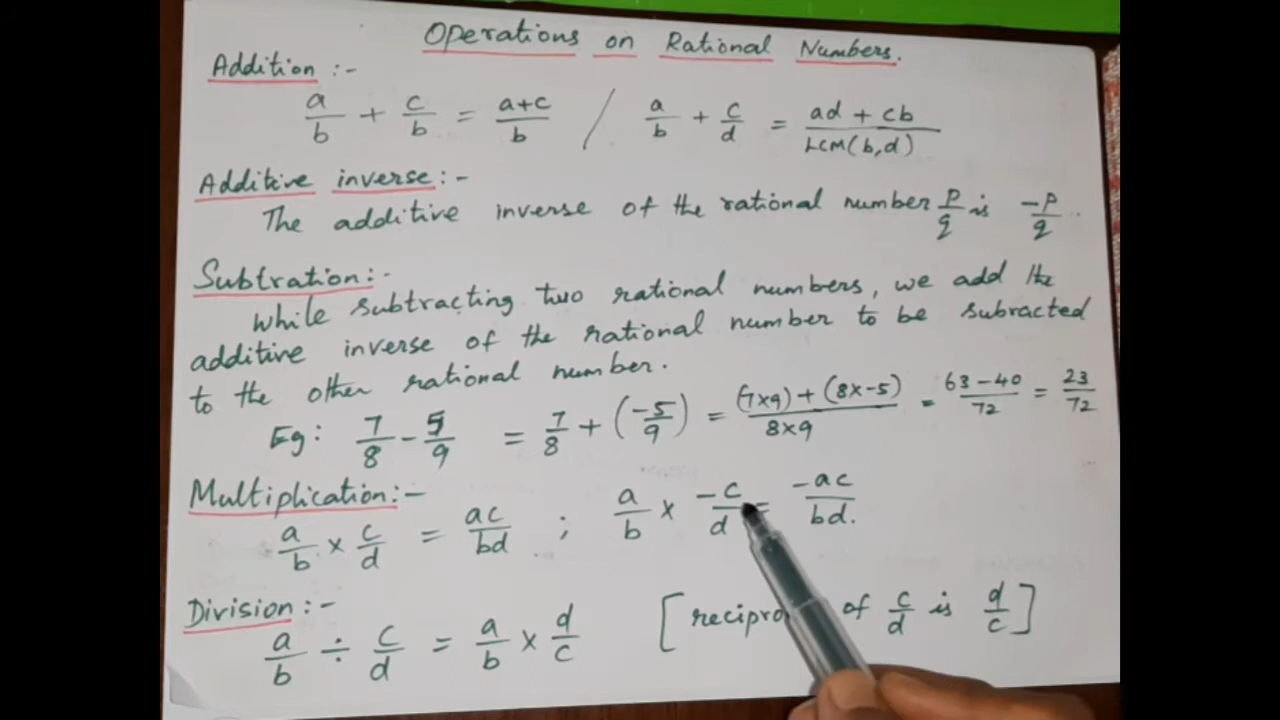 Operations on Rational Numbers.
Addition :-
a/b + c/b = a+c/b / a/b + c/d = ad + cb/LCM(b,d)
Additive inverse:-
The additive inverse of the rational number p/q is -p/q ..
Subtration:-
While subtracting two rational numbers, we add the
additive inverse of the rational number to be subracted
to the other rational number.
Eg: 7/8 - 5/9 = 7/8 + (-5/9) = (7x9) + (8x-5)/8x9 = 63-40/72 = 23/72
Multiplication:-
a/b x c/d = ac/bd ; a/b x -c/d = -ac/bd.
Division:-
a/b ÷ c/d = a/b x d/c [ of c/d is d/c]